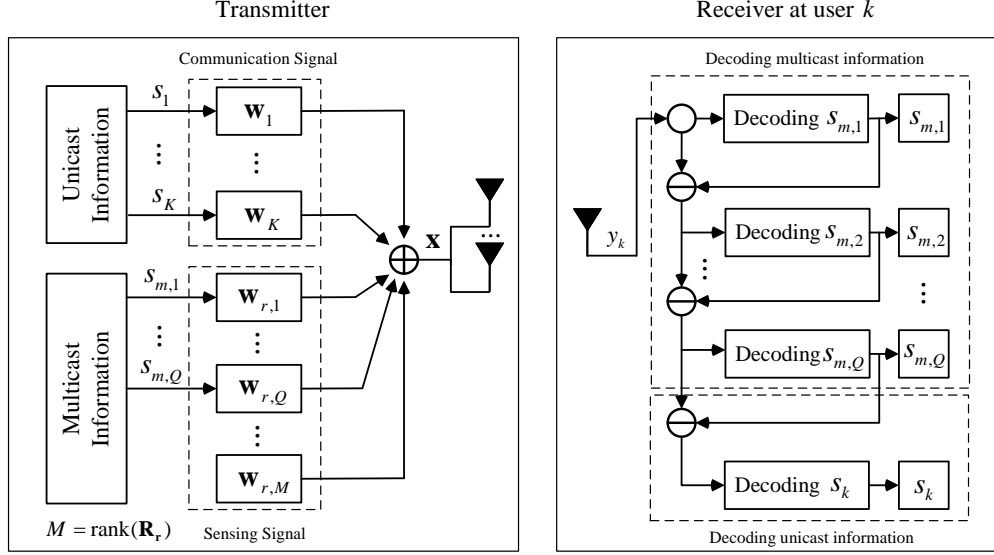 Transmitter
Communication Signal
Unicast
Information
s_1
⋮
s_K
w_1
⋮
w_K
Multicast
Information
s_{m,1}
⋮
s_{m,Q}
w_{r,1}
⋮
w_{r,Q}
⋮
w_{r,M}
x
...
M = rank(R_r)
Sensing Signal
Receiver at user k
Decoding multicast information
y_k
Decoding s_{m,1}
s_{m,1}
Decoding s_{m,2}
s_{m,2}
⋮
⋮
Decoding s_{m,Q}
s_{m,Q}
Decoding s_k
s_k
Decoding unicast information